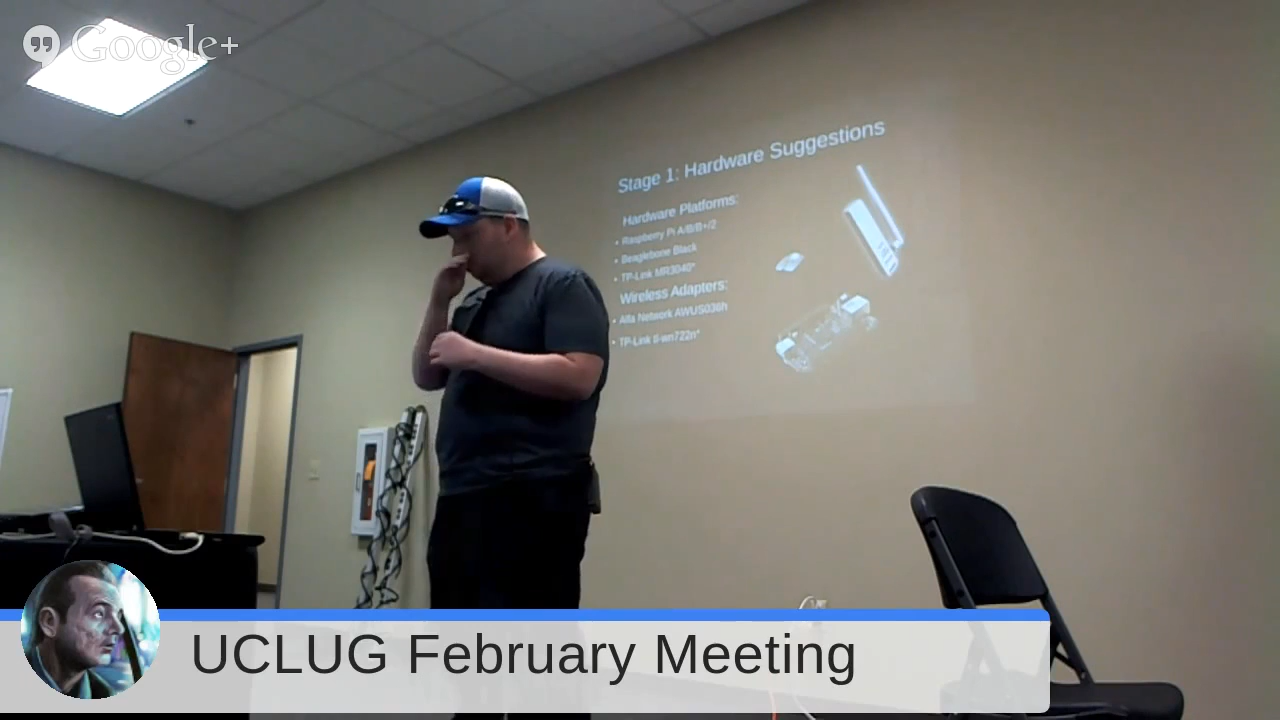 Google+
Stage 1: Hardware Suggestions
Hardware Platforms:
• Raspberry Pi A/B/B+/2
• Beaglebone Black
• TP-Link MR3040*
Wireless Adapters:
• Alfa Network AWUS036h
• TP-Link tl-wn722n*
UCLUG February Meeting